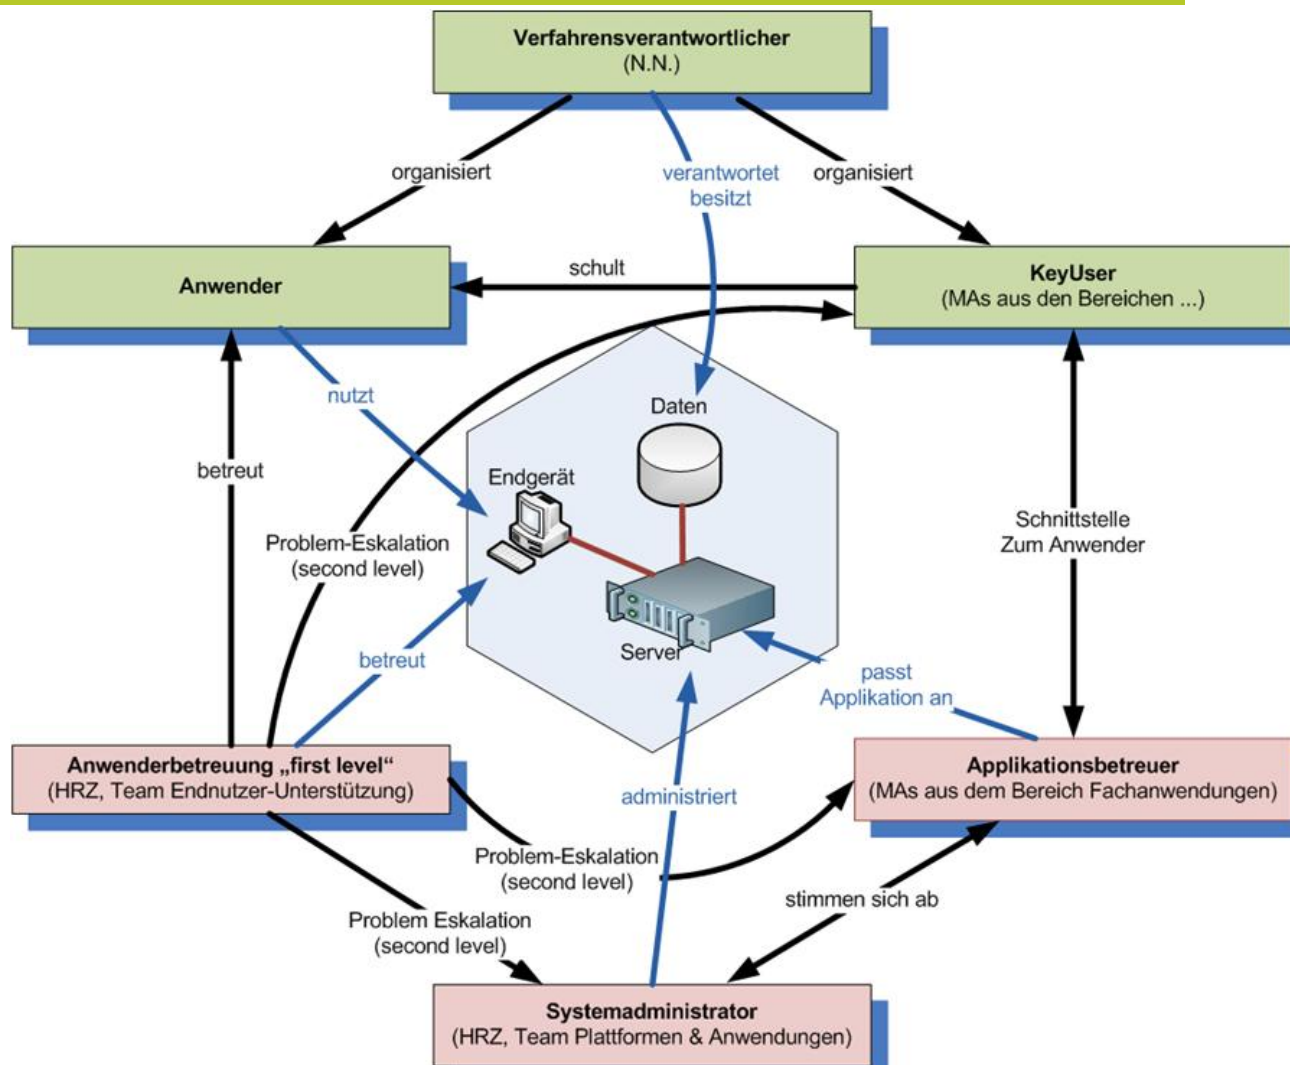 Verfahrensverantwortlicher
(N.N.)
organisiert
verantwortet
besitzt
organisiert
Anwender
schult
KeyUser
(MAs aus den Bereichen ...)
nutzt
Daten
betreut
Endgerät
Problem-Eskalation
(second level)
Schnittstelle
Zum Anwender
betreut
Server
passt
Applikation an
Anwenderbetreuung „first level“
(HRZ, Team Endnutzer-Unterstützung)
Applikationsbetreuer
(MAs aus dem Bereich Fachanwendungen)
administriert
Problem-Eskalation
(second level)
stimmen sich ab
Problem Eskalation
(second level)
Systemadministrator
(HRZ, Team Plattformen & Anwendungen)